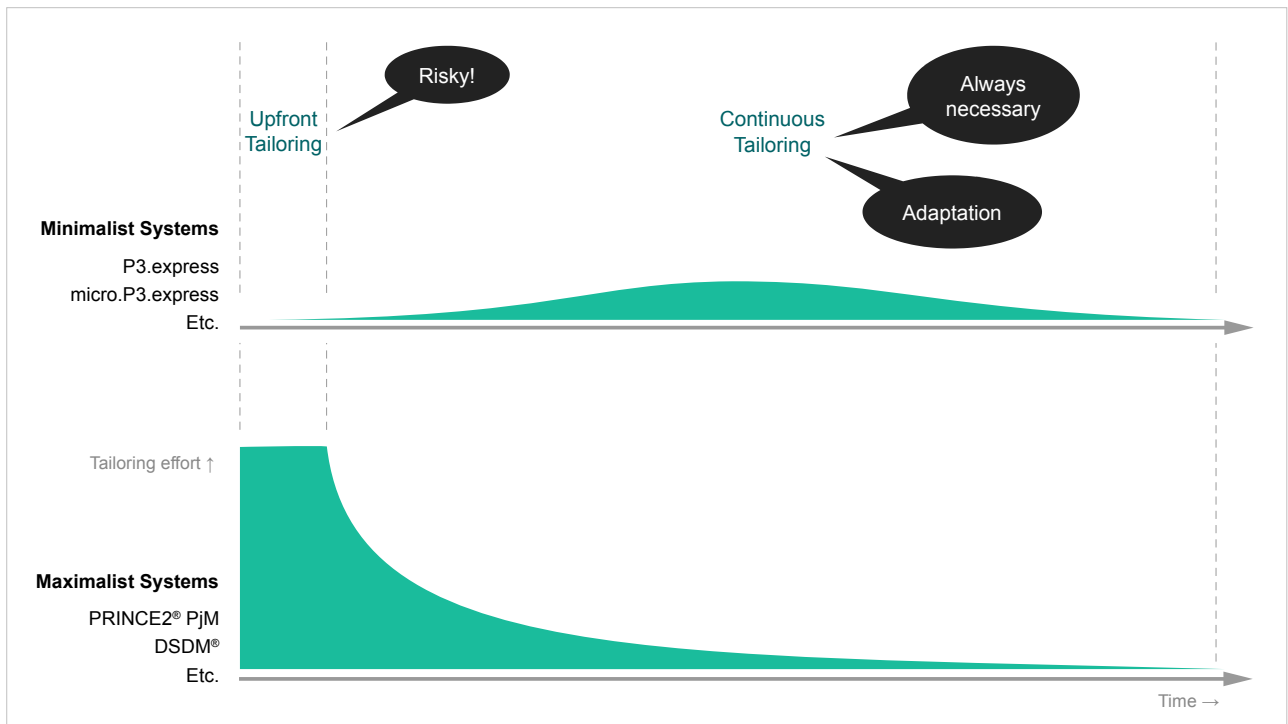 Risky!
Always
necessary
Upfront
Tailoring
Continuous
Tailoring
Adaptation
Minimalist Systems
P3.express
micro.P3.express
Etc.
Tailoring effort ↑
Maximalist Systems
PRINCE2® PjM
DSDM®
Etc.
Time →